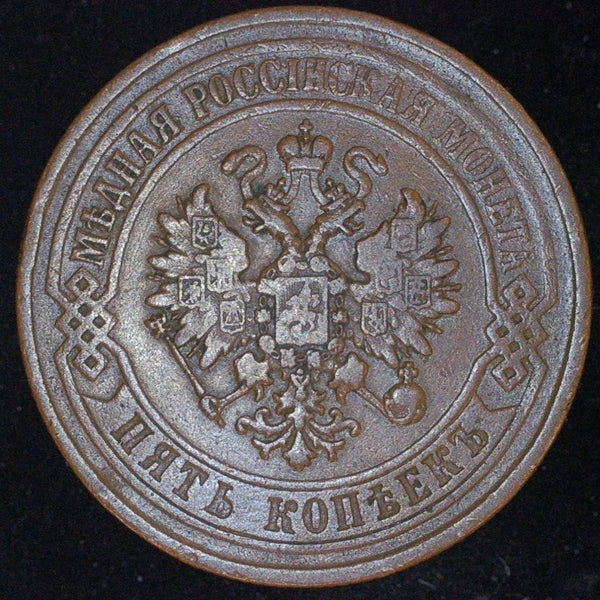 МѢДНАЯ РОССІЙСКАЯ МОНЕТА
ПЯТЬ КОПѢЕКЪ